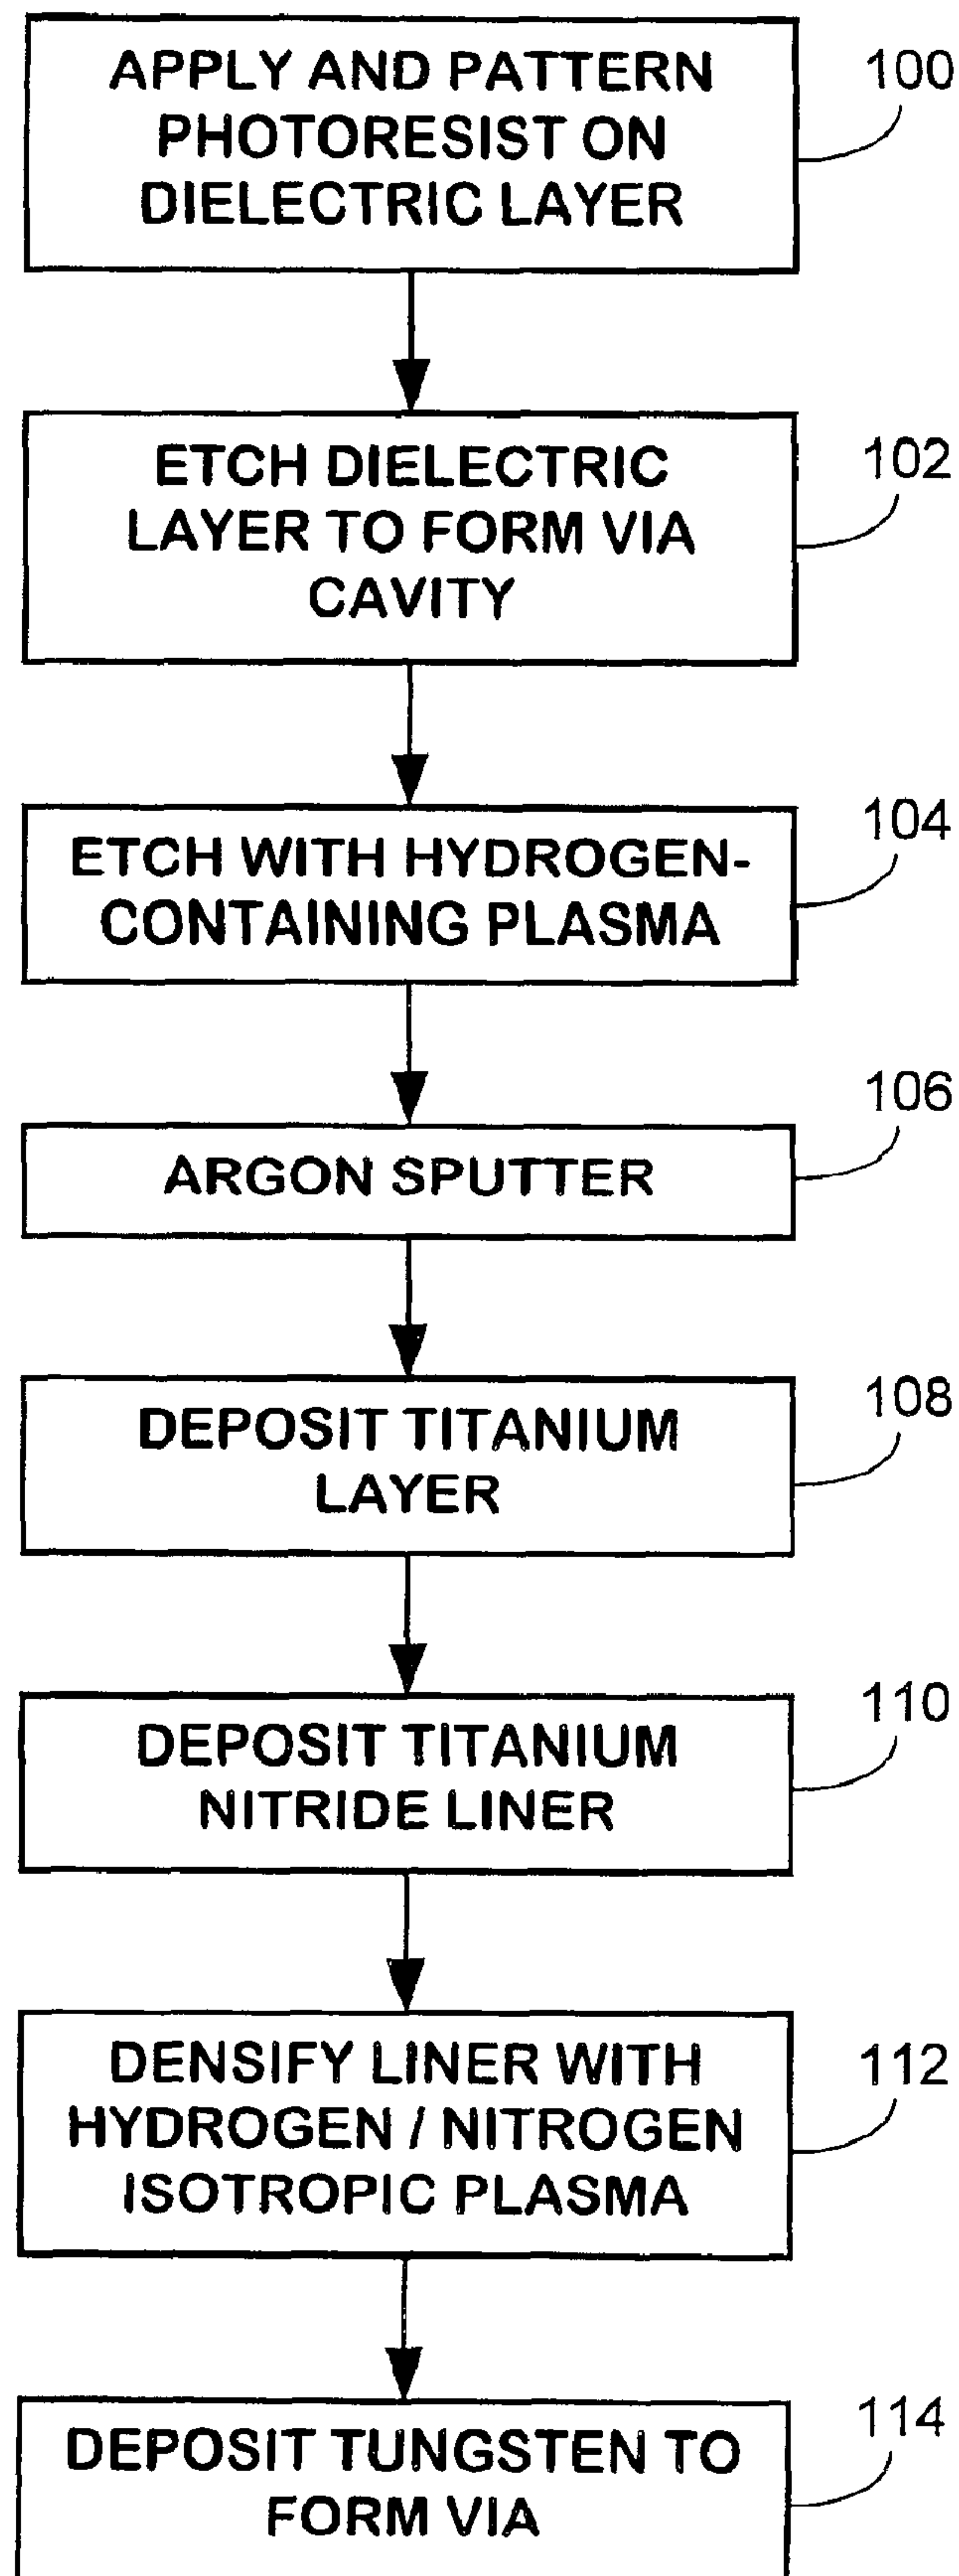 APPLY AND PATTERN
PHOTORESIST ON
DIELECTRIC LAYER
100
ETCH DIELECTRIC
LAYER TO FORM VIA
CAVITY
102
ETCH WITH HYDROGEN-
CONTAINING PLASMA
104
ARGON SPUTTER
106
DEPOSIT TITANIUM
LAYER
108
DEPOSIT TITANIUM
NITRIDE LINER
110
DENSIFY LINER WITH
HYDROGEN / NITROGEN
ISOTROPIC PLASMA
112
DEPOSIT TUNGSTEN TO
FORM VIA
114